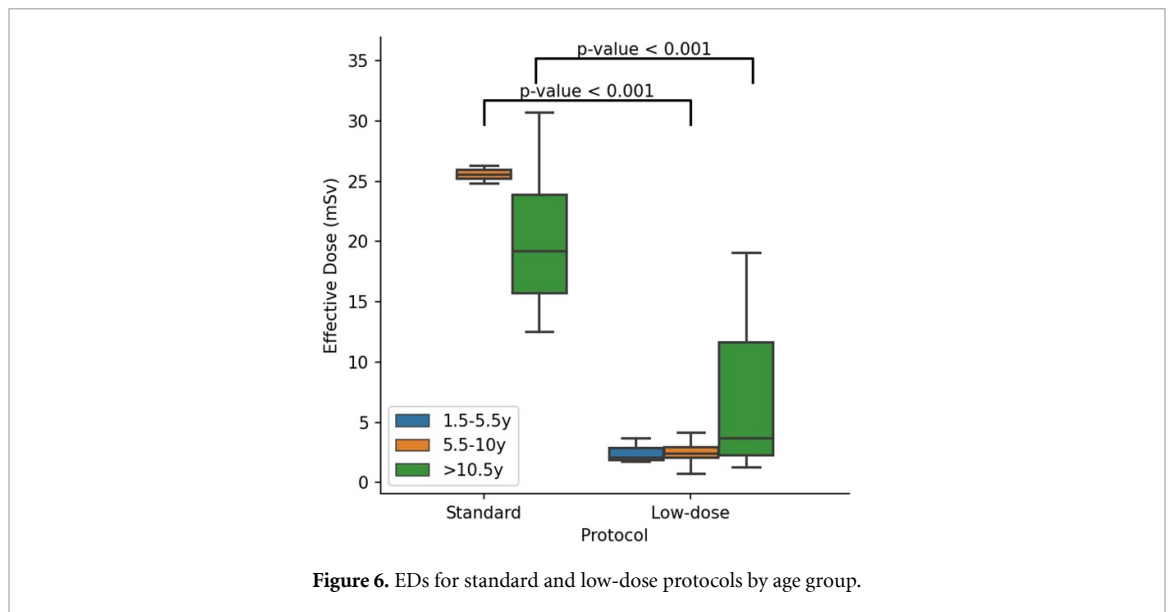 p-value < 0.001
p-value < 0.001
35
30
25
20
15
10
5
0
Effective Dose (mSv)
1.5-5.5y
5.5-10y
>10.5y
Standard
Low-dose
Protocol
Figure 6. EDs for standard and low-dose protocols by age group.